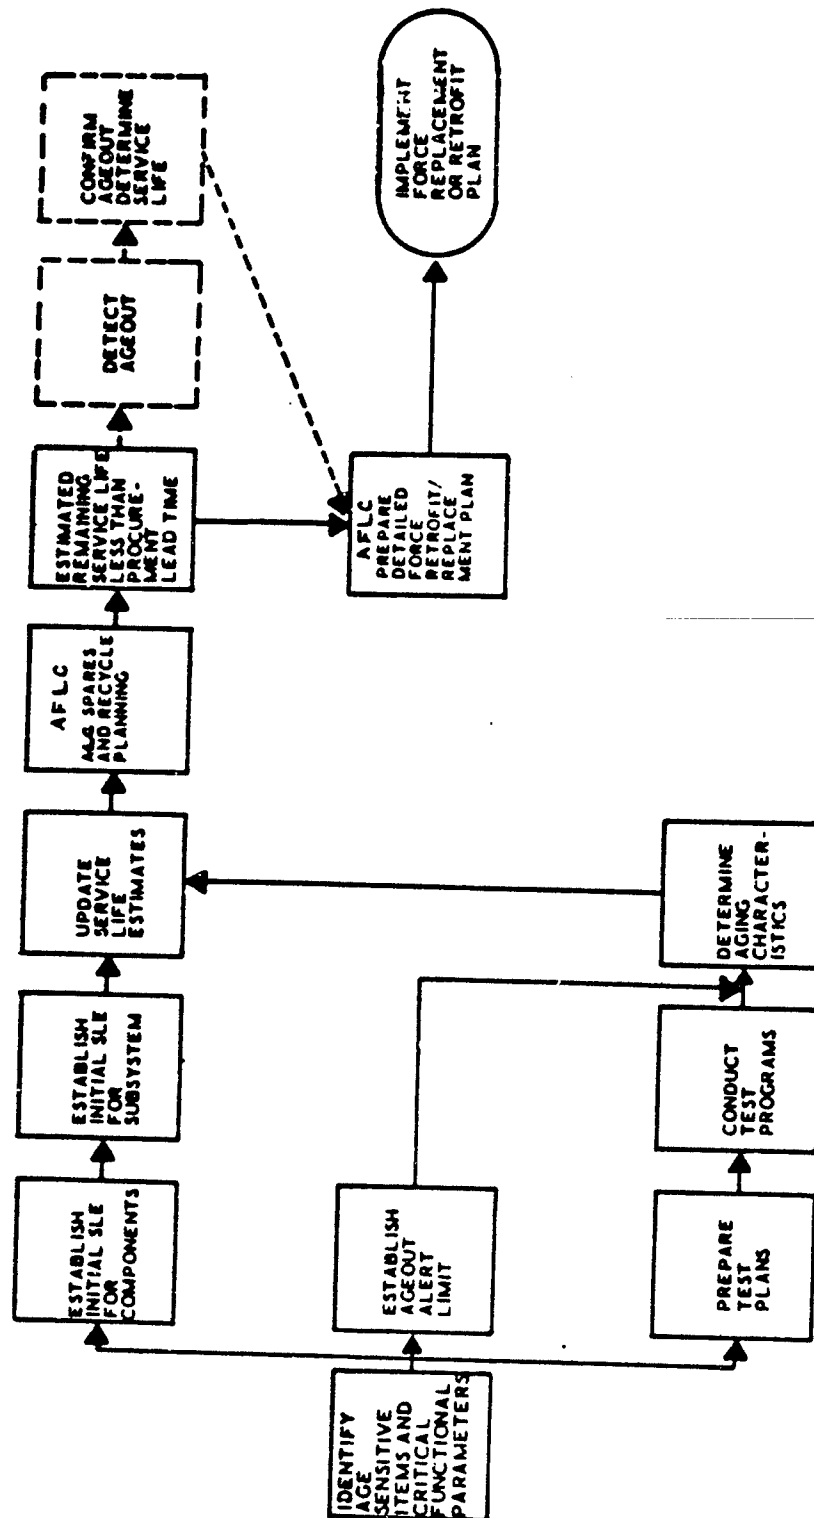 IDENTIFY
AGE
SENSITIVE
ITEMS AND
CRITICAL
FUNCTIONAL
PARAMETERS
ESTABLISH
INITIAL SLE
FOR
COMPONENTS
ESTABLISH
INITIAL SLE
FOR
SUBSYSTEM
UPDATE
SERVICE
LIFE
ESTIMATES
AFLC
SPARES
AND RECYCLE
PLANNING
ESTIMATED
REMAINING
SERVICE LIFE
LESS THAN
PROCURE-
MENT
LEAD TIME
DETECT
AGEOUT
CONFIRM
AGEOUT
DETERMINE
SERVICE
LIFE
ESTABLISH
AGEOUT
ALERT
LIMIT
AFLC
PREPARE
DETAILED
FORCE
RETROFIT/
REPLACE
MENT PLAN
IMPLEMENT
FORCE
REPLACEMENT
OR RETROFIT
PLAN
PREPARE
TEST
PLANS
CONDUCT
TEST
PROGRAMS
DETERMINE
AGING
CHARACTER-
ISTICS